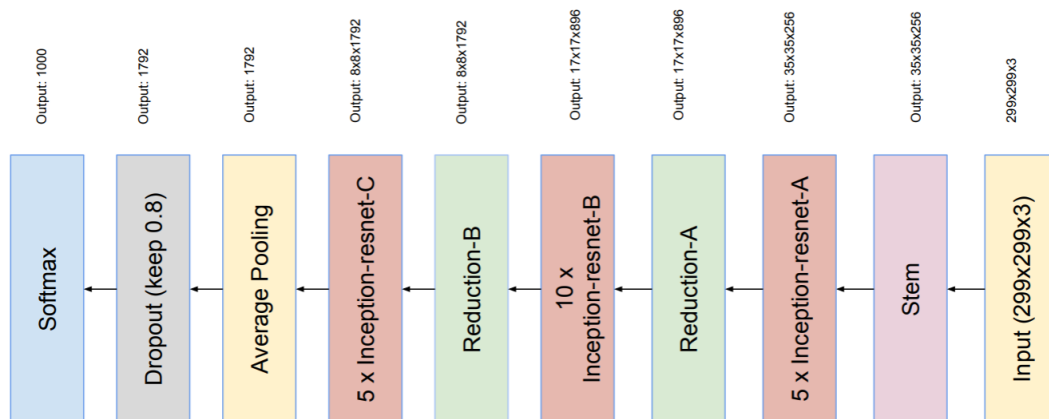 Output: 1000
Output: 1792
Output: 1792
Output: 8x8x1792
Output: 8x8x1792
Output: 17x17x896
Output: 17x17x896
Output: 35x35x256
Output: 35x35x256
299x299x3
Softmax
Dropout (keep 0.8)
Average Pooling
5 x Inception-resnet-C
Reduction-B
10 x
Inception-resnet-B
Reduction-A
5 x Inception-resnet-A
Stem
Input (299x299x3)